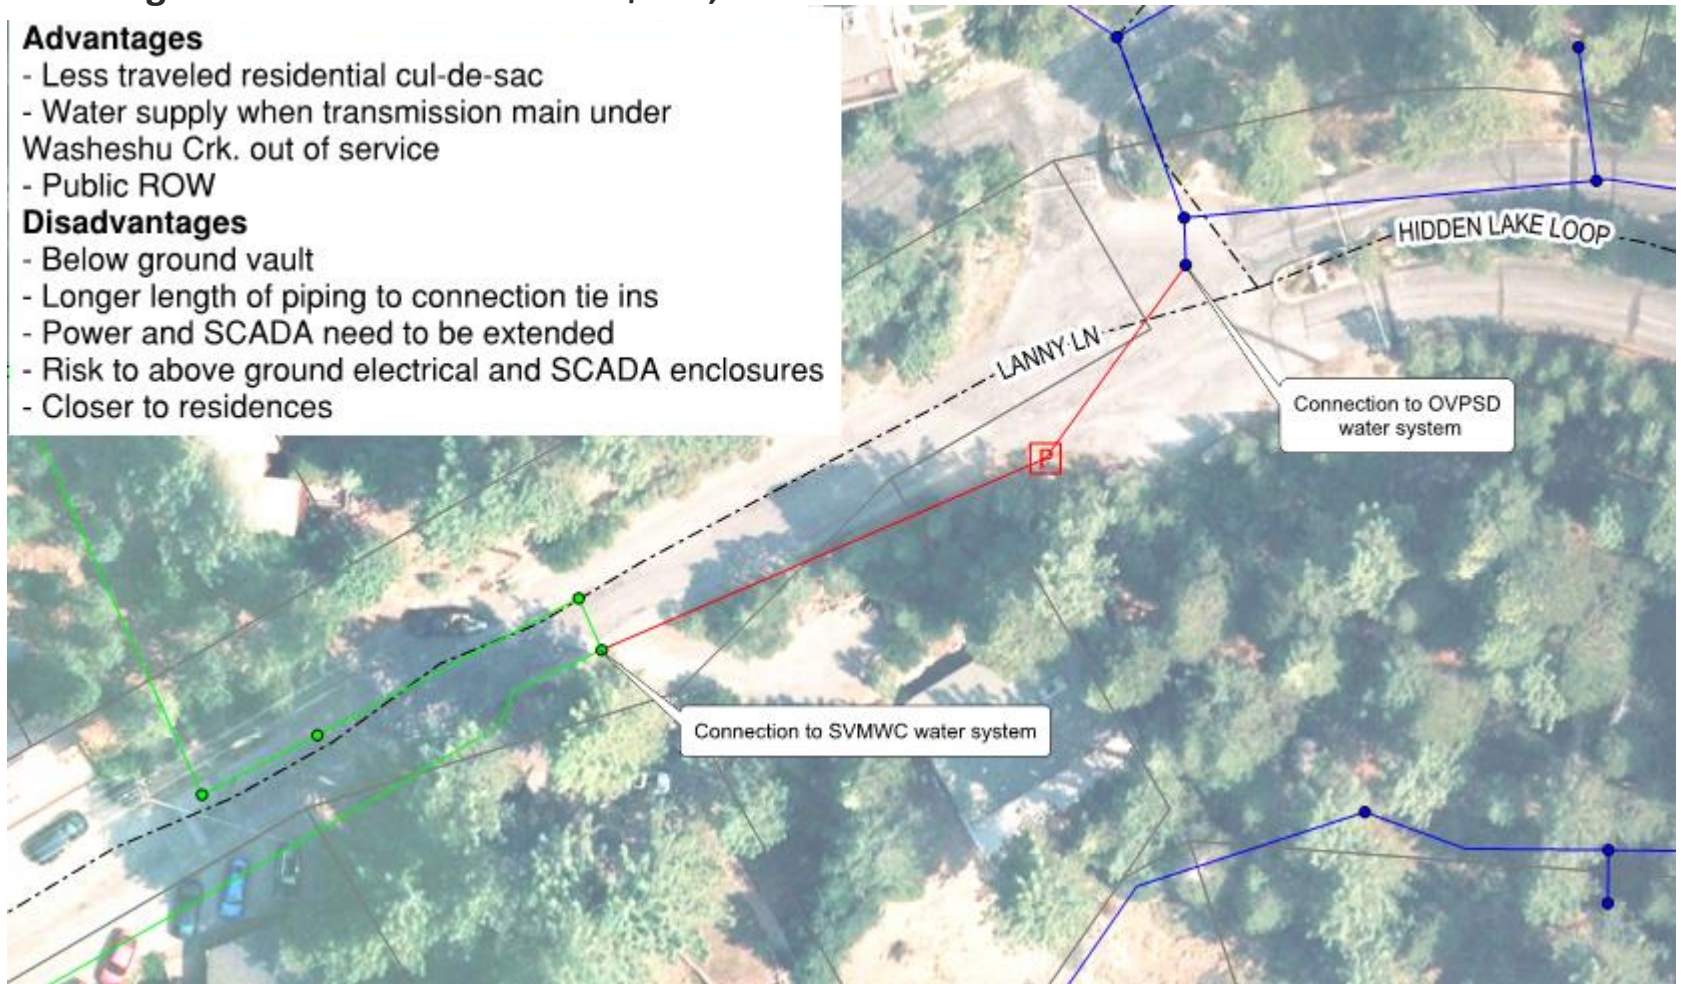 Advantages
- Less traveled residential cul-de-sac
- Water supply when transmission main under
Washeshu Crk. out of service
- Public ROW
Disadvantages
- Below ground vault
- Longer length of piping to connection tie ins
- Power and SCADA need to be extended
- Risk to above ground electrical and SCADA enclosures
- Closer to residences
HIDDEN LAKE LOOP
LANNY LN
Connection to OVPSD
water system
P
Connection to SVMWC water system